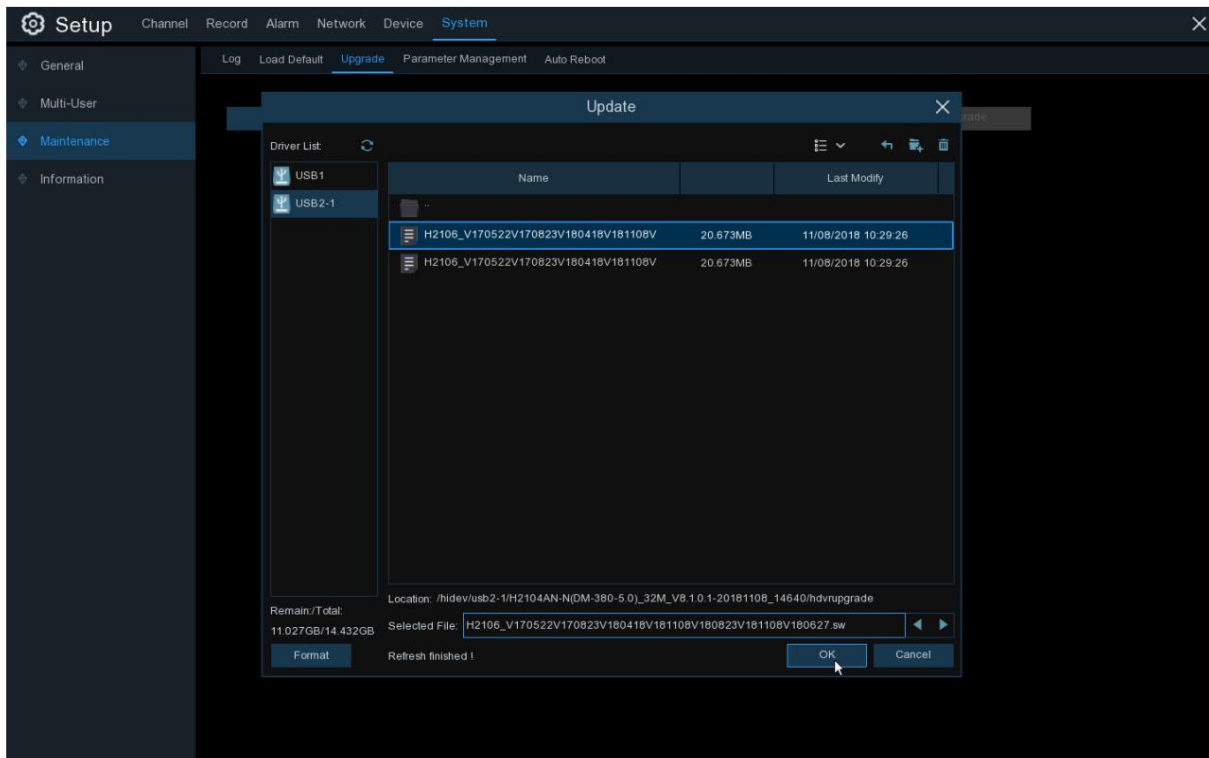 Setup Channel Record Alarm Network Device System
General
Multi-User
Maintenance
Information
Log Load Default Upgrade Parameter Management Auto Reboot
Update
Driver List:
USB1
USB2-1
Name Last Modify
..
H2106_V170522V170823V180418V181108V 20.673MB 11/08/2018 10:29:26
H2106_V170522V170823V180418V181108V 20.673MB 11/08/2018 10:29:26
Remain:/Total:
11.027GB/14.432GB
Location: /hidev/usb2-1/H2104AN-N(DM-380-5.0)_32M_V8.1.0.1-20181108_14640/hdvrupgrade
Selected File: H2106_V170522V170823V180418V181108V180823V181108V180627.sw
Format Refresh finished ! OK Cancel